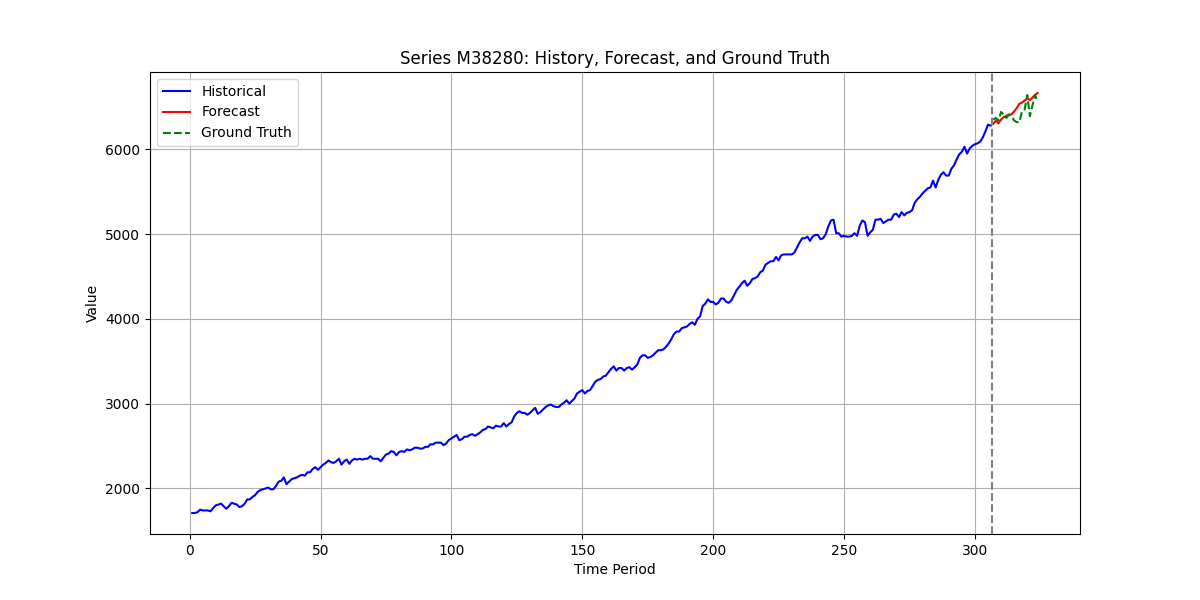 Series M38280: History, Forecast, and Ground Truth
Historical
Forecast
Ground Truth
Value
6000
5000
4000
3000
2000
0 50 100 150 200 250 300
Time Period